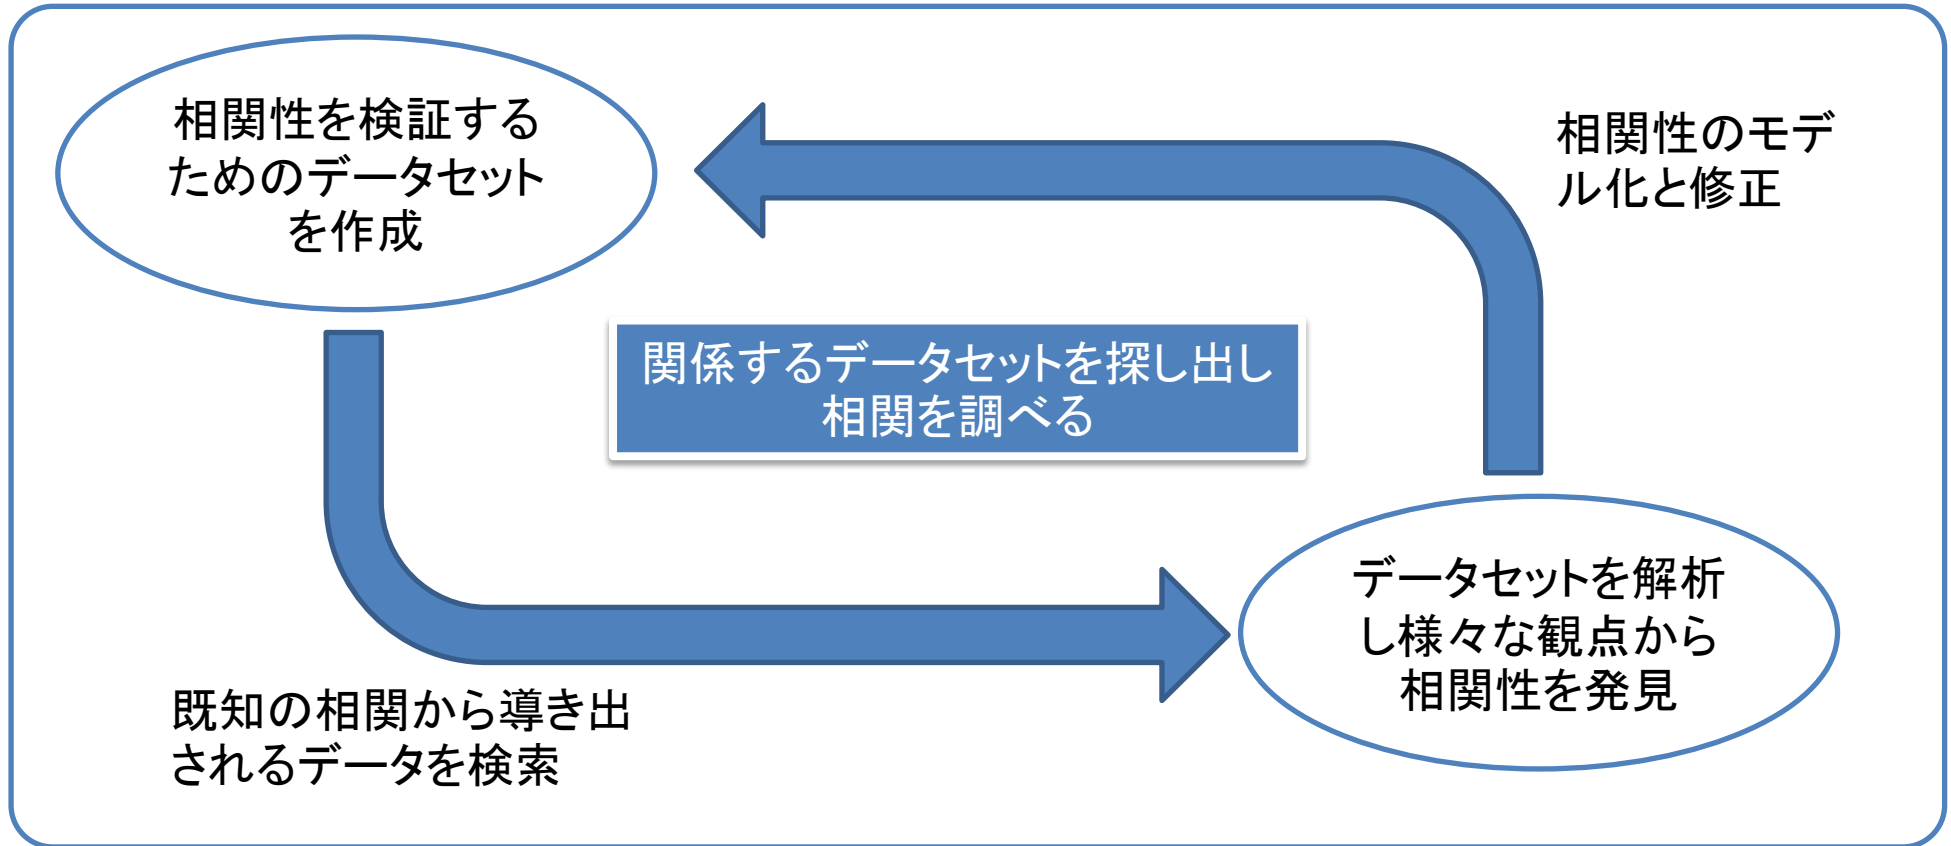 相関性を検証する
ためのデータセット
を作成
相関性のモデ
ル化と修正
関係するデータセットを探し出し
相関を調べる
データセットを解析
し様々な観点から
相関性を発見
既知の相関から導き出
されるデータを検索